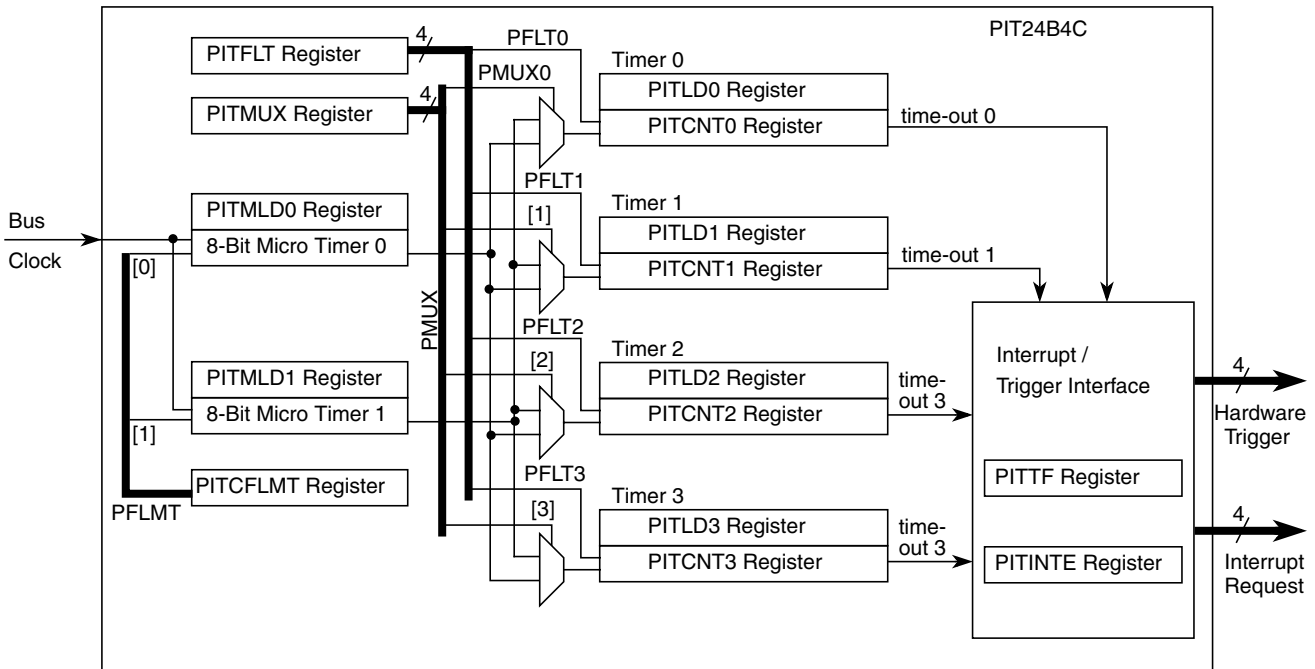 PIT24B4C
PITFLT Register
4
PFLT0
PMUX0
PITMUX Register
4
Timer 0
PITLD0 Register
PITCNT0 Register
time-out 0
PFLT1
[1]
Timer 1
PITLD1 Register
PITCNT1 Register
time-out 1
Bus
Clock
PITMLD0 Register
8-Bit Micro Timer 0
[0]
PMUX
PFLT2
[2]
Timer 2
PITLD2 Register
PITCNT2 Register
time-
out 3
PITMLD1 Register
8-Bit Micro Timer 1
[1]
PITCFLMT Register
PFLMT
PFLT3
[3]
Timer 3
PITLD3 Register
PITCNT3 Register
time-
out 3
Interrupt /
Trigger Interface
PITTF Register
PITINTE Register
4
Hardware
Trigger
4
Interrupt
Request